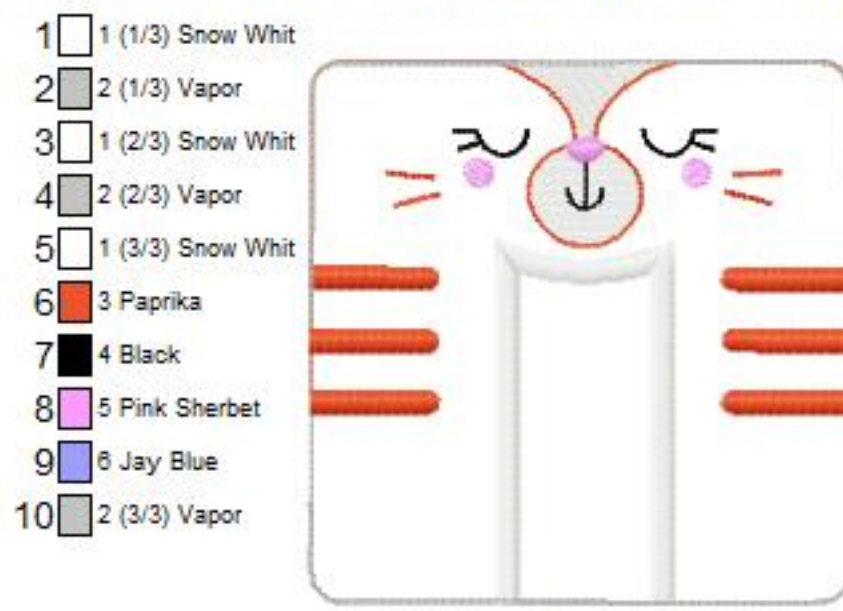 1 1 (1/3) Snow Whit
2 2 (1/3) Vapor
3 1 (2/3) Snow Whit
4 2 (2/3) Vapor
5 1 (3/3) Snow Whit
6 3 Paprika
7 4 Black
8 5 Pink Sherbet
9 6 Jay Blue
10 2 (3/3) Vapor